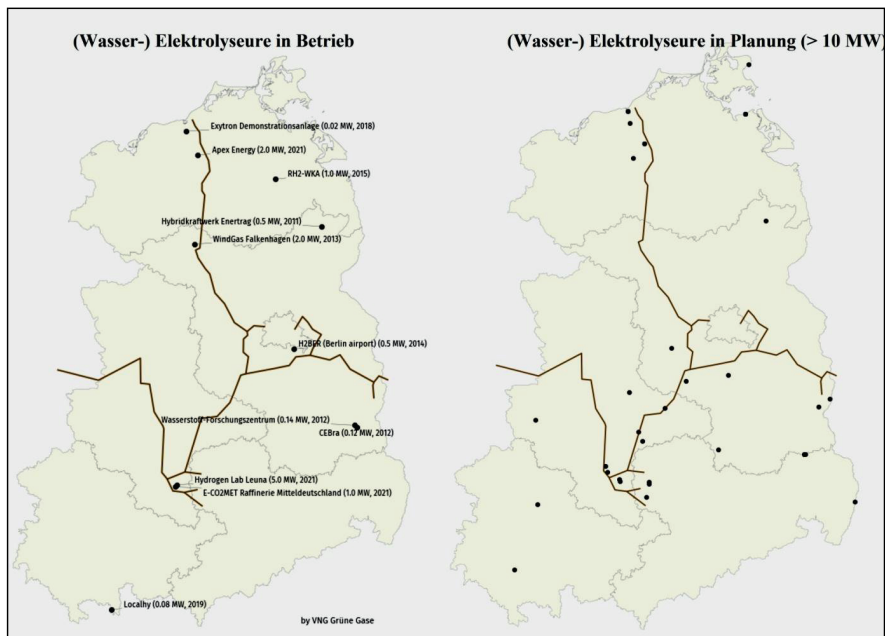 (Wasser-) Elektrolyseure in Betrieb
Exytron Demonstrationsanlage (0.02 MW, 2018)
Apex Energy (2.0 MW, 2021)
RH2-WKA (1.0 MW, 2015)
Hybridkraftwerk Enertrag (0.5 MW, 2011)
WindGas Falkenhagen (2.0 MW, 2013)
H2BER (Berlin airport) (0.5 MW, 2014)
Wasserstoff-Forschungszentrum (0.14 MW, 2012)
CEBra (0.12 MW, 2012)
Hydrogen Lab Leuna (5.0 MW, 2021)
E-CO2MET Raffinerie Mitteldeutschland (1.0 MW, 2021)
Localhy (0.08 MW, 2019)
by VNG Grüne Gase
(Wasser-) Elektrolyseure in Planung (> 10 MW)